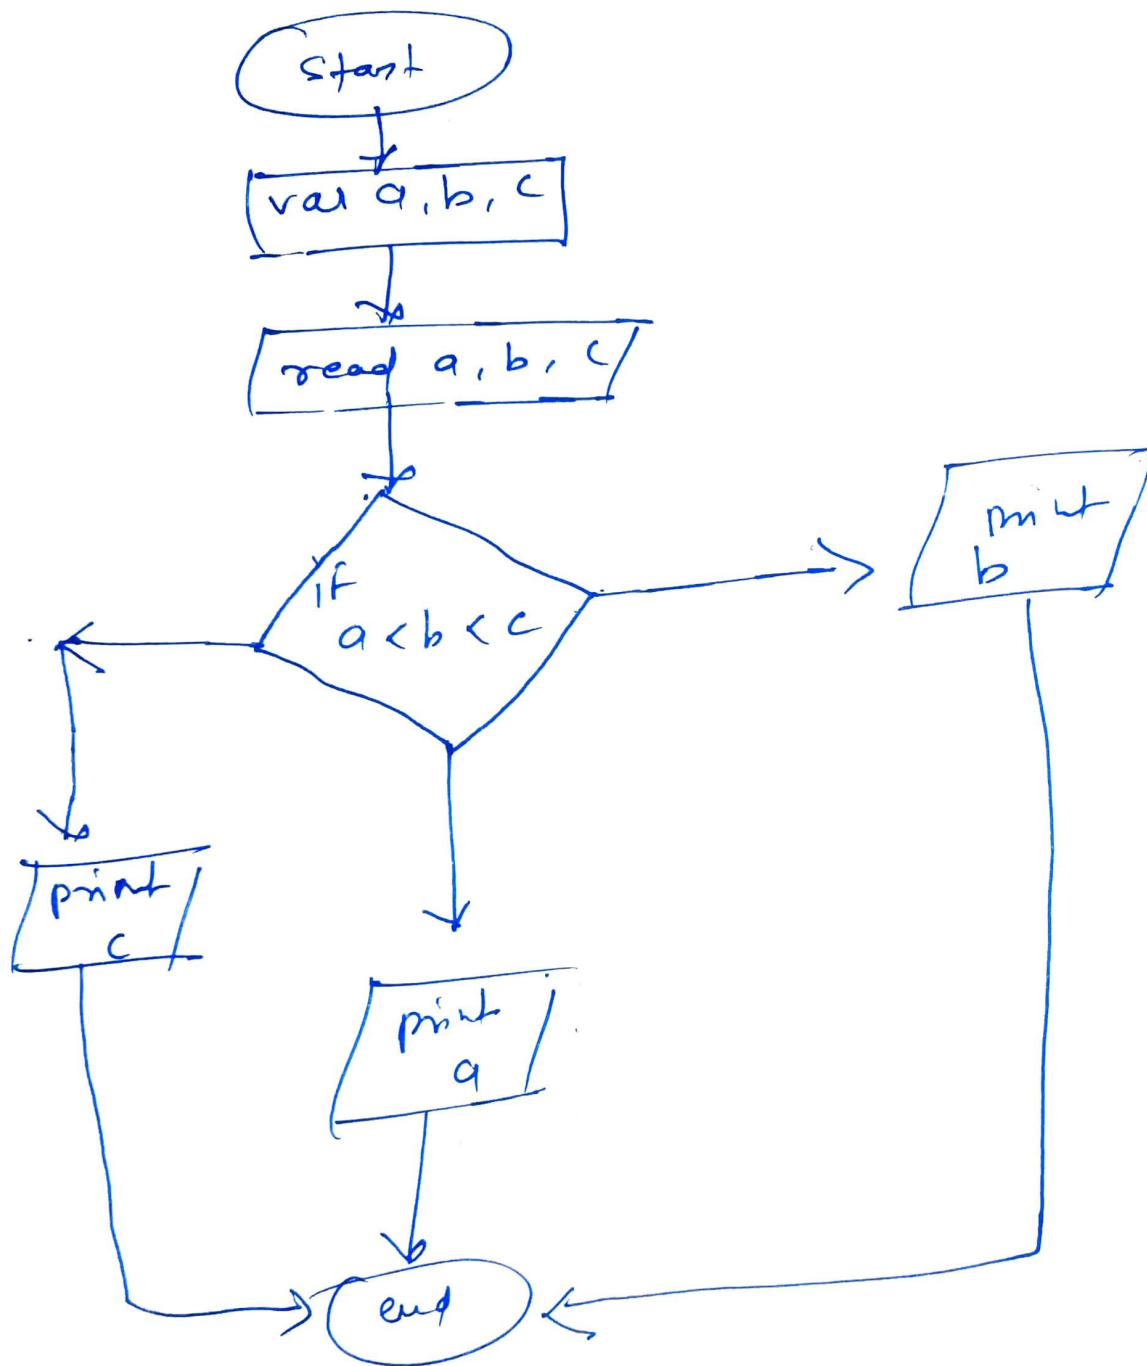 start
var a, b, c
read a, b, c
if
a < b < c
print
b
print
c
print
a
end